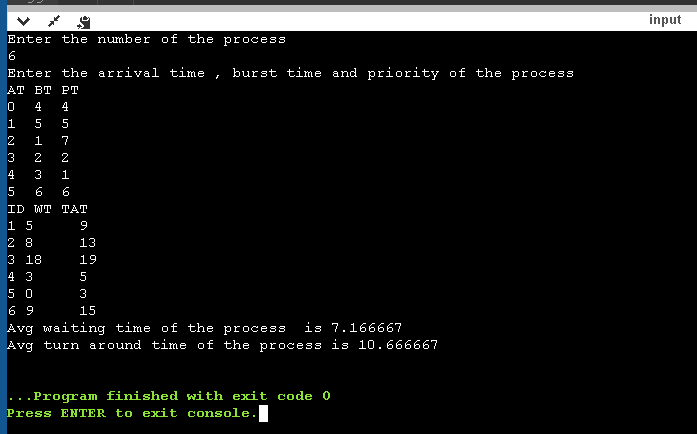 input
Enter the number of the process
6
Enter the arrival time , burst time and priority of the process
AT BT PT
0 4 4
1 5 5
2 1 7
3 2 2
4 3 1
5 6 6
ID WT TAT
1 5 9
2 8 13
3 18 19
4 3 5
5 0 3
6 9 15
Avg waiting time of the process is 7.166667
Avg turn around time of the process is 10.666667
...Program finished with exit code 0
Press ENTER to exit console.